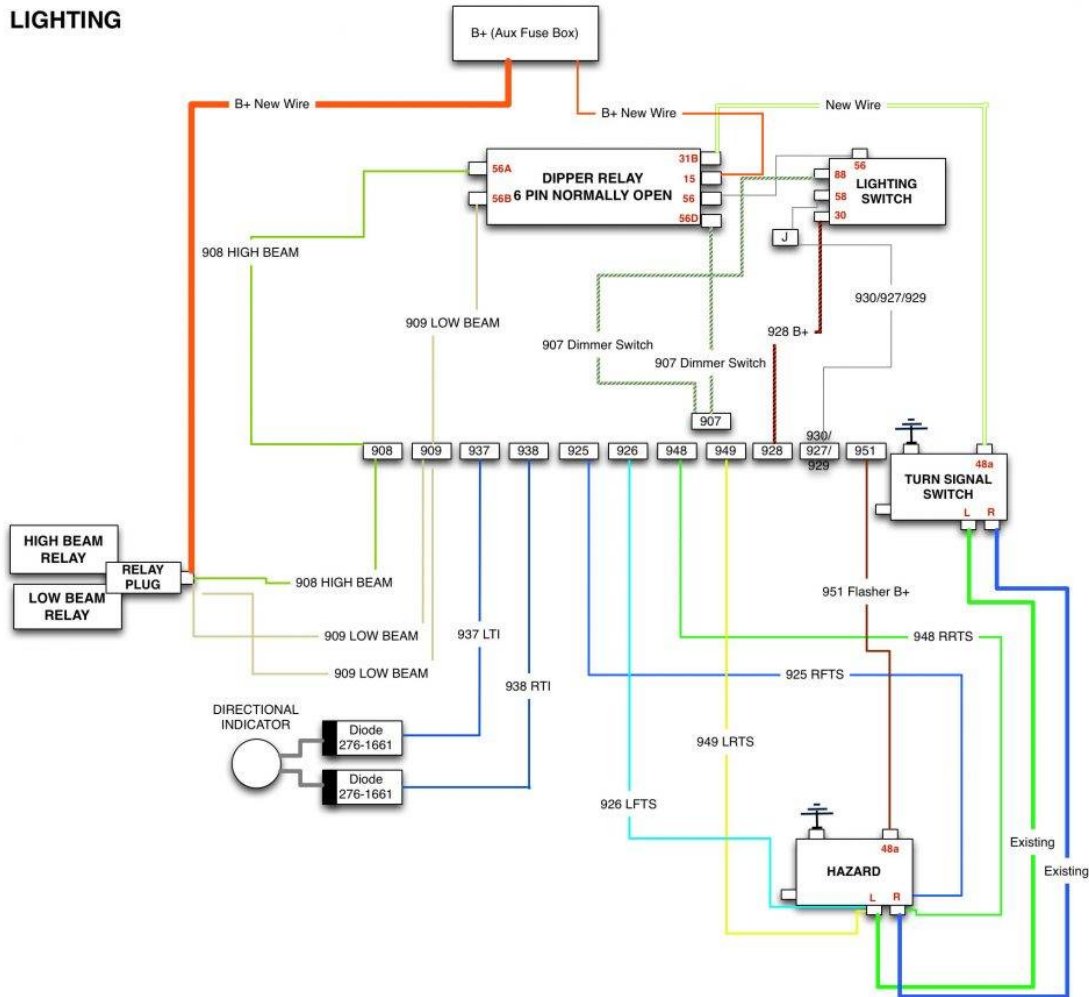 LIGHTING
B+ (Aux Fuse Box)
B+ New Wire
B+ New Wire
New Wire
56A
56B
DIPPER RELAY
6 PIN NORMALLY OPEN
31B
15
56
56D
56
88
58
30
LIGHTING
SWITCH
J
908 HIGH BEAM
909 LOW BEAM
907 Dimmer Switch
907 Dimmer Switch
928 B+
930/927/929
907
908
909
937
938
925
926
948
949
928
930/
927/
929
951
48a
TURN SIGNAL
SWITCH
L
R
HIGH BEAM
RELAY
LOW BEAM
RELAY
RELAY
PLUG
908 HIGH BEAM
909 LOW BEAM
909 LOW BEAM
937 LTI
938 RTI
951 Flasher B+
948 RRTS
925 RFTS
949 LRTS
926 LFTS
DIRECTIONAL
INDICATOR
Diode
276-1661
Diode
276-1661
48a
HAZARD
L
R
Existing
Existing